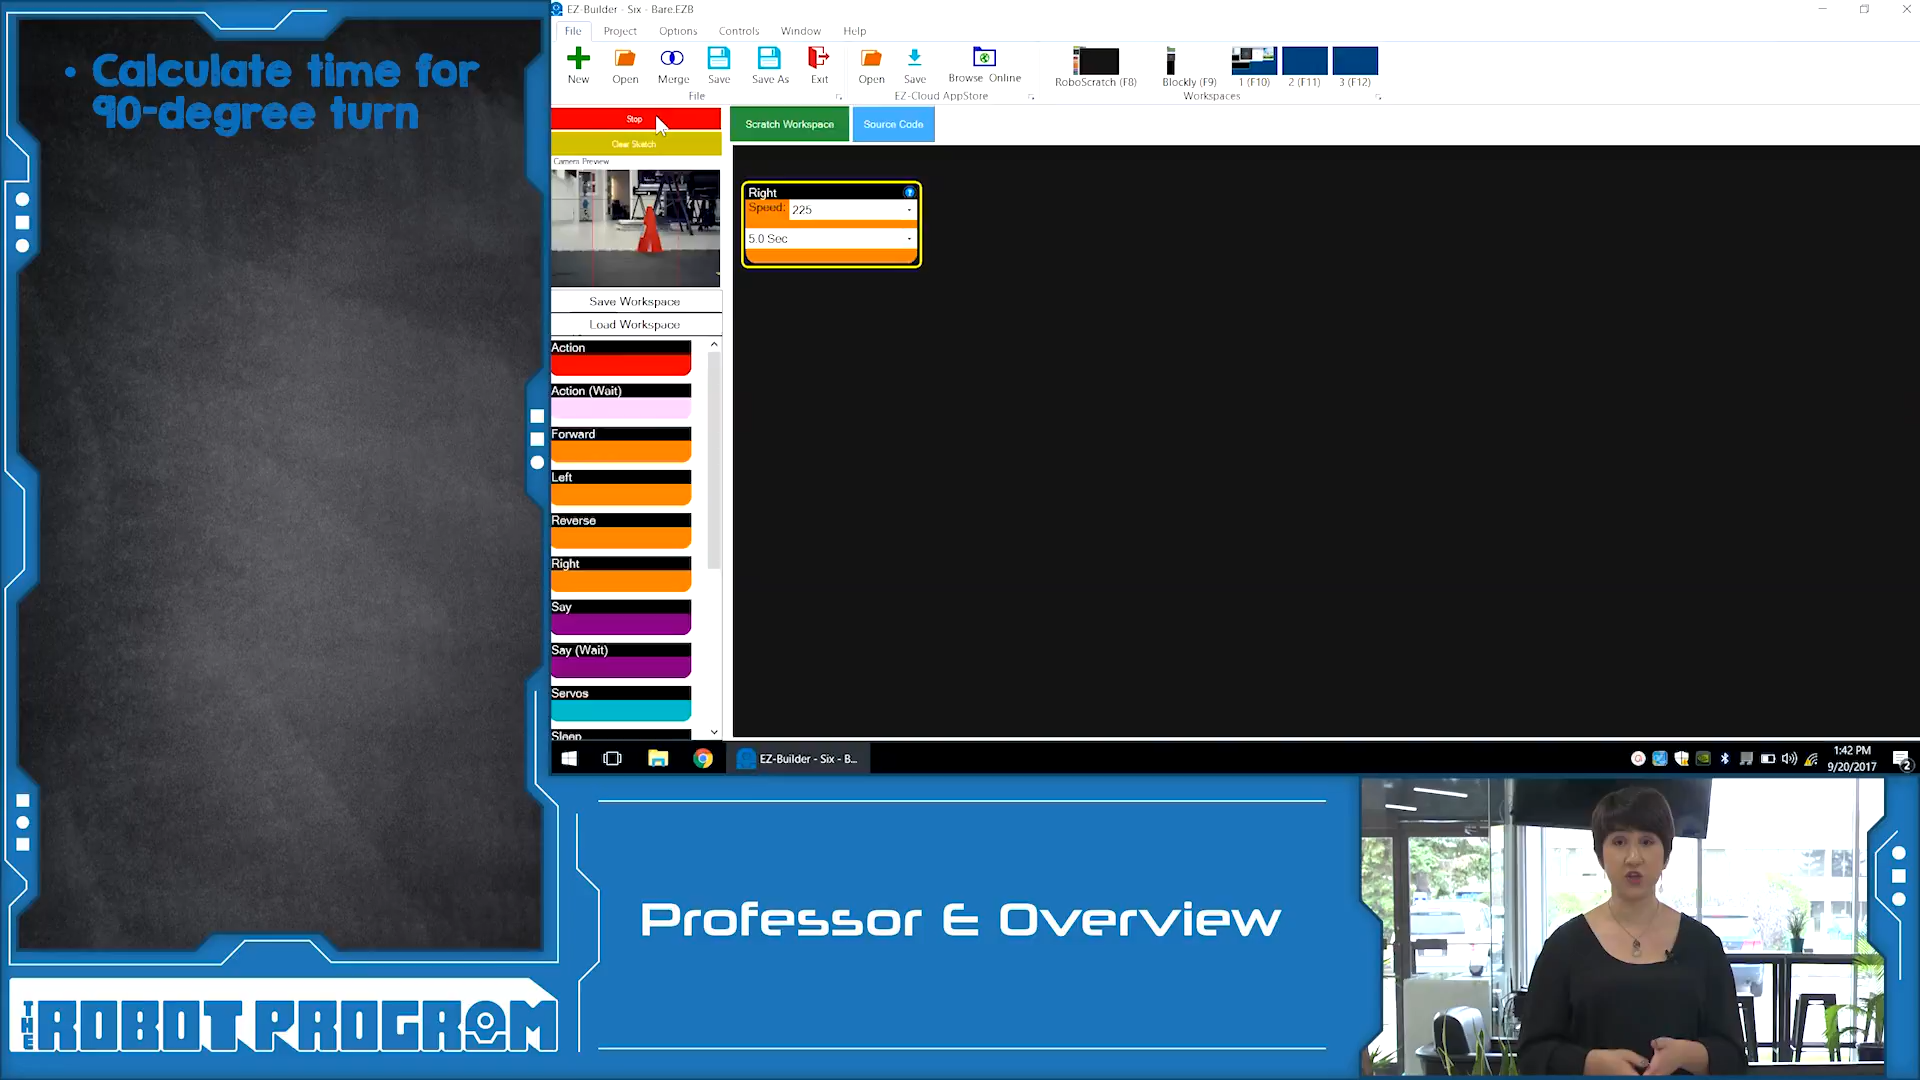 • Calculate time for
90-degree turn
EZ-Builder - Six - Bare.EZB
File Project Options Controls Window Help
New Open Merge Save Save As Exit Open Save Browse Online RoboScratch (F8) Blockly (F9) 1 (F10) 2 (F11) 3 (F12)
File EZ-Cloud AppStore Workspaces
Stop
Clear Sketch
Camera Preview
Scratch Workspace Source Code
Right
Speed: 225
5.0 Sec
Save Workspace
Load Workspace
Action
Action (Wait)
Forward
Left
Reverse
Right
Say
Say (Wait)
Servos
Sleep
EZ-Builder - Six - B...
1:42 PM
9/20/2017
2
Professor E Overview
THE ROBOT PROGRAM